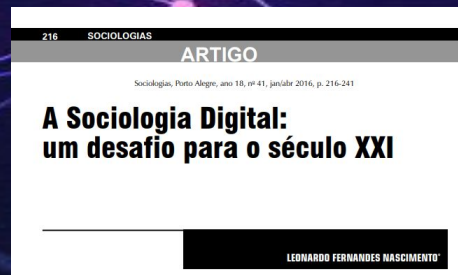 216 SOCIOLOGIAS
ARTIGO
Sociologias, Porto Alegre, ano 18, nº 41, jan/abr 2016, p. 216-241
A Sociologia Digital:
um desafio para o século XXI
LEONARDO FERNANDES NASCIMENTO*